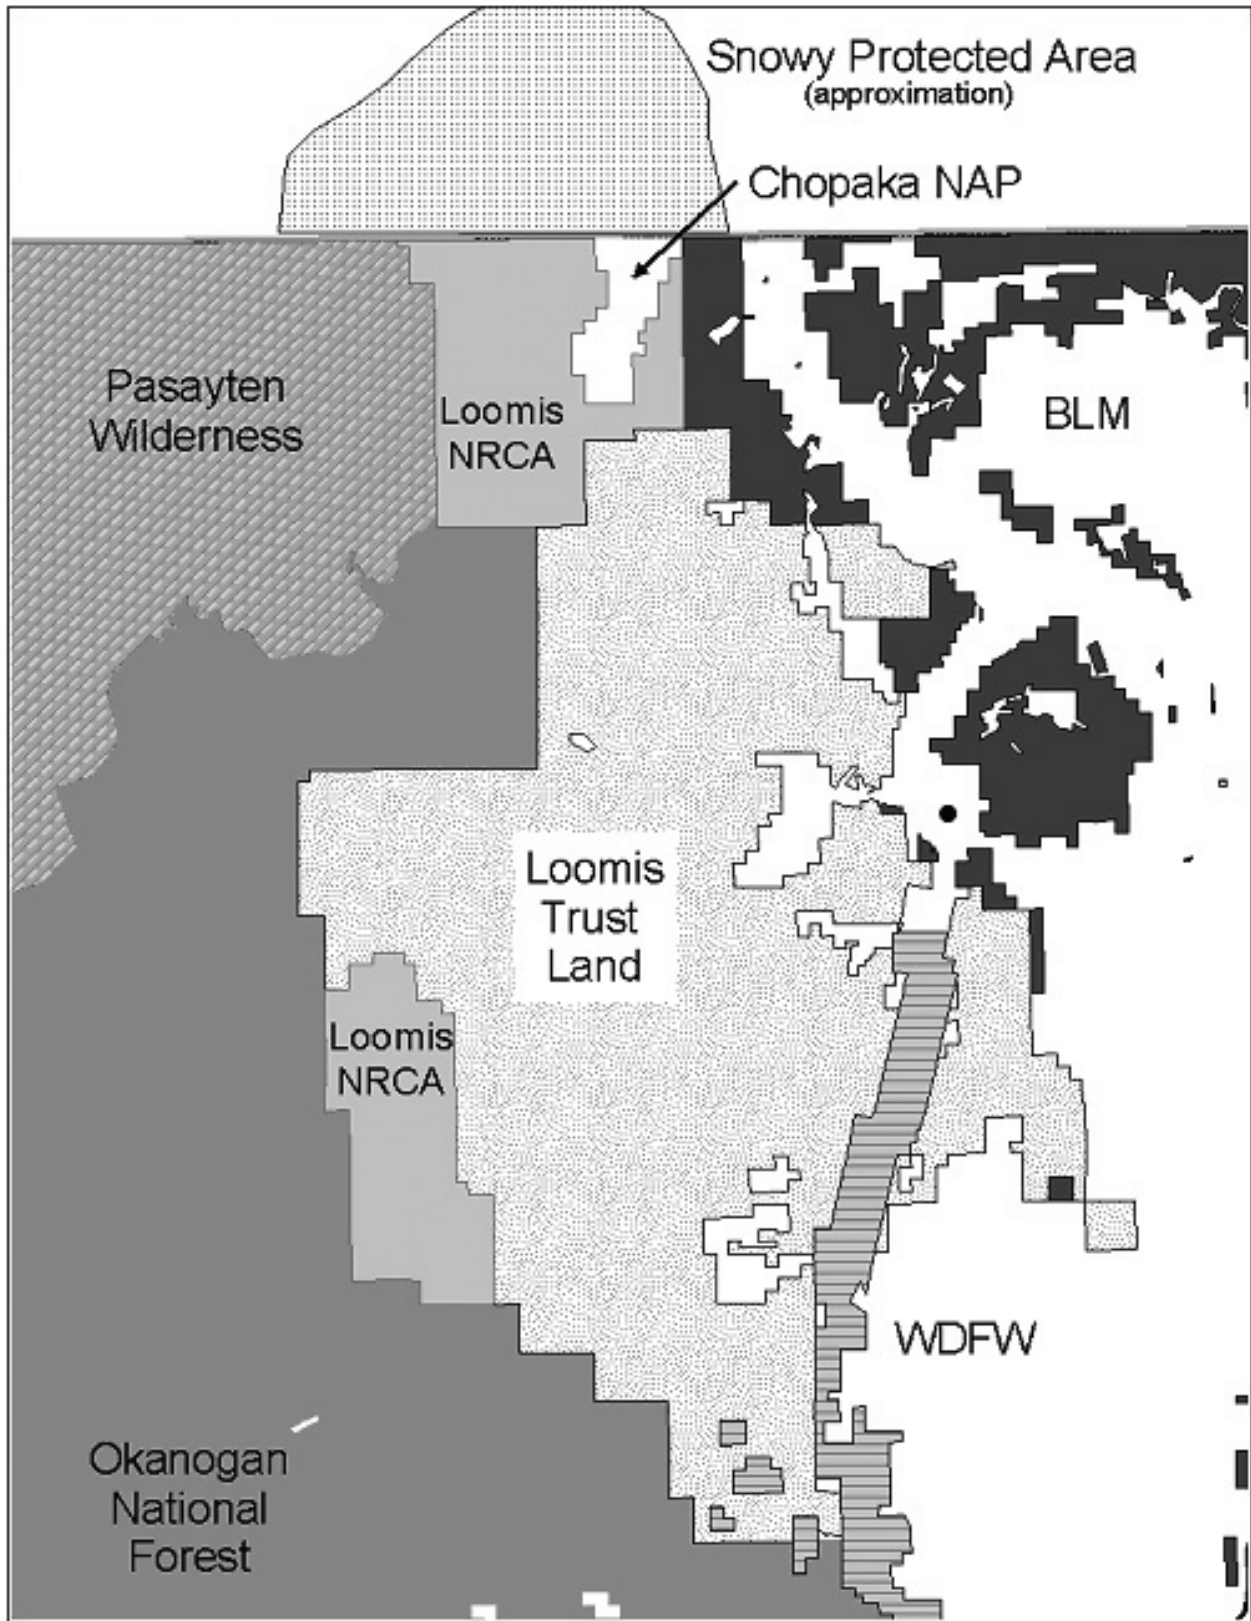 Snowy Protected Area
(approximation)
Chopaka NAP
Pasayten
Wilderness
Loomis
NRCA
BLM
Loomis
Trust
Land
Loomis
NRCA
WDFW
Okanogan
National
Forest